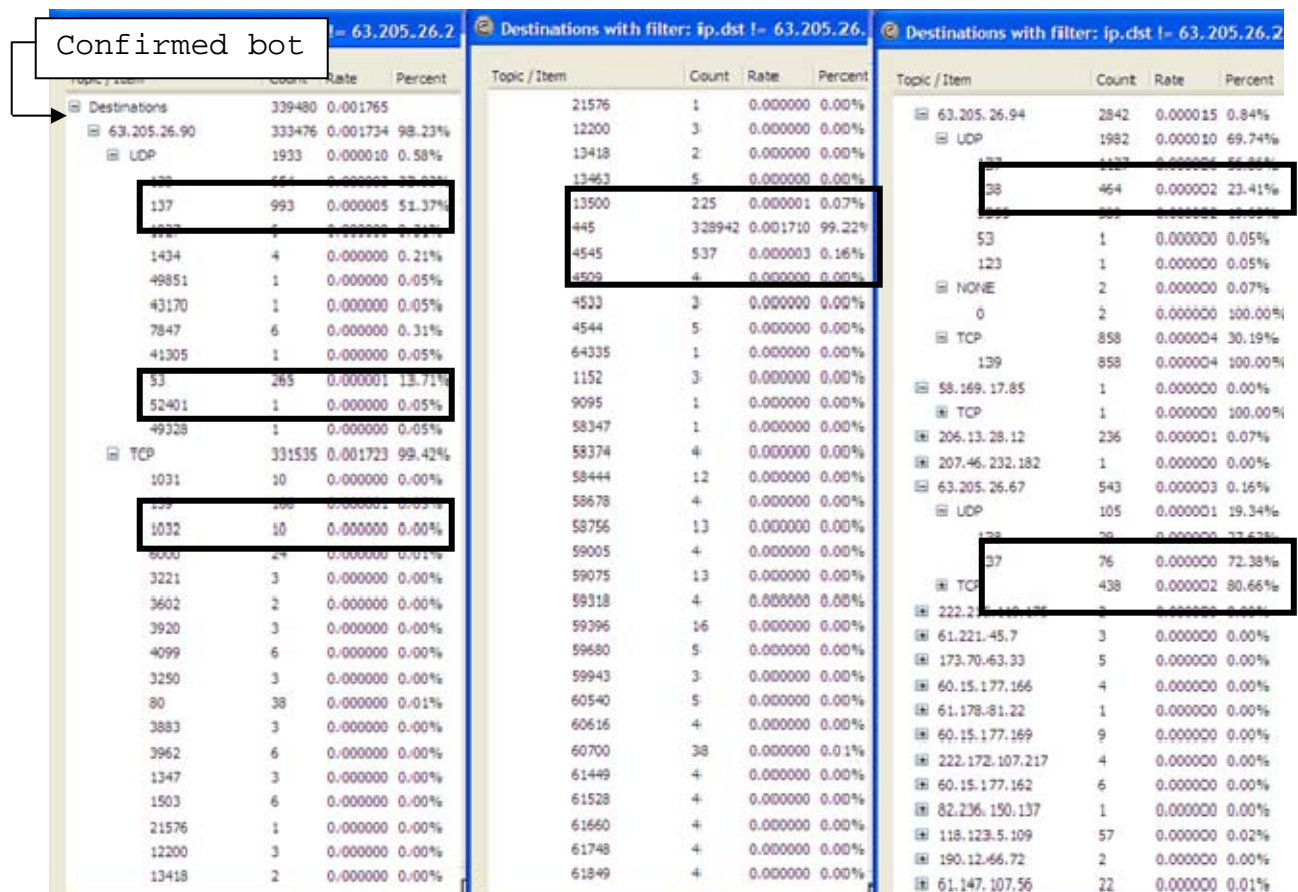 Confirmed bot
!= 63.205.26.2
Topic / Item Count Rate Percent
Destinations 339480 0.001765
63.205.26.90 333476 0.001734 98.23%
UDP 1933 0.000010 0.58%
137 993 0.000005 51.37%
1434 4 0.000000 0.21%
49851 1 0.000000 0.05%
43170 1 0.000000 0.05%
7847 6 0.000000 0.31%
41305 1 0.000000 0.05%
53 265 0.000001 13.71%
52401 1 0.000000 0.05%
49328 1 0.000000 0.05%
TCP 331535 0.001723 99.42%
1031 10 0.000000 0.00%
1032 10 0.000000 0.00%
6000 24 0.000000 0.01%
3221 3 0.000000 0.00%
3602 2 0.000000 0.00%
3920 3 0.000000 0.00%
4099 6 0.000000 0.00%
3250 3 0.000000 0.00%
80 38 0.000000 0.01%
3883 3 0.000000 0.00%
3962 6 0.000000 0.00%
1347 3 0.000000 0.00%
1503 6 0.000000 0.00%
21576 1 0.000000 0.00%
12200 3 0.000000 0.00%
13418 2 0.000000 0.00%
Destinations with filter: ip.dst != 63.205.26.
Topic / Item Count Rate Percent
21576 1 0.000000 0.00%
12200 3 0.000000 0.00%
13418 2 0.000000 0.00%
13463 5 0.000000 0.00%
13500 225 0.000001 0.07%
445 328942 0.001710 99.22%
4545 537 0.000003 0.16%
4509 4 0.000000 0.00%
4533 3 0.000000 0.00%
4544 5 0.000000 0.00%
64335 1 0.000000 0.00%
1152 3 0.000000 0.00%
9095 1 0.000000 0.00%
58347 1 0.000000 0.00%
58374 4 0.000000 0.00%
58444 12 0.000000 0.00%
58678 4 0.000000 0.00%
58756 13 0.000000 0.00%
59005 4 0.000000 0.00%
59075 13 0.000000 0.00%
59318 4 0.000000 0.00%
59396 16 0.000000 0.00%
59680 5 0.000000 0.00%
59943 3 0.000000 0.00%
60540 5 0.000000 0.00%
60616 4 0.000000 0.00%
60700 38 0.000000 0.01%
61449 4 0.000000 0.00%
61528 4 0.000000 0.00%
61660 4 0.000000 0.00%
61748 4 0.000000 0.00%
61849 4 0.000000 0.00%
Destinations with filter: ip.dst != 63.205.26.2
Topic / Item Count Rate Percent
63.205.26.94 2842 0.000015 0.84%
UDP 1982 0.000010 69.74%
38 464 0.000002 23.41%
53 1 0.000000 0.05%
123 1 0.000000 0.05%
NONE 2 0.000000 0.07%
0 2 0.000000 100.00%
TCP 858 0.000004 30.19%
139 858 0.000004 100.00%
58.169.17.85 1 0.000000 0.00%
TCP 1 0.000000 100.00%
206.13.28.12 236 0.000001 0.07%
207.46.232.182 1 0.000000 0.00%
63.205.26.67 543 0.000003 0.16%
UDP 105 0.000001 19.34%
37 76 0.000000 72.38%
TCP 438 0.000002 80.66%
61.221.45.7 3 0.000000 0.00%
173.70.63.33 5 0.000000 0.00%
60.15.177.166 4 0.000000 0.00%
61.178.81.22 1 0.000000 0.00%
60.15.177.169 9 0.000000 0.00%
222.172.107.217 4 0.000000 0.00%
60.15.177.162 6 0.000000 0.00%
82.236.150.137 1 0.000000 0.00%
118.123.5.109 57 0.000000 0.02%
190.12.66.72 2 0.000000 0.00%
61.147.107.56 22 0.000000 0.01%